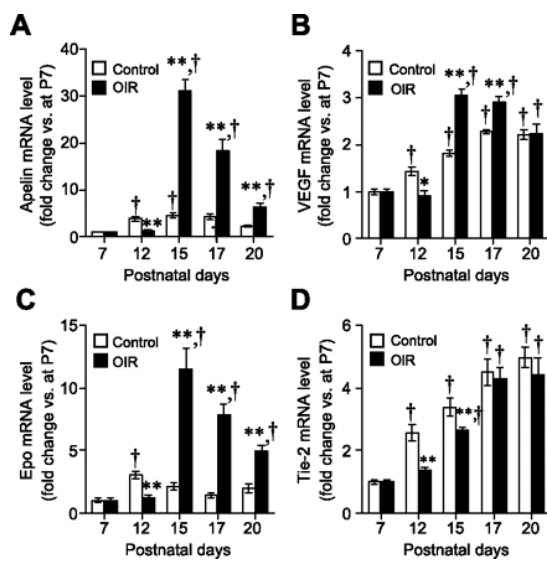 A
Apelin mRNA level
(fold change vs. at P7)
40
30
20
10
0
Control
OIR
†
**
†
**,†
**,†
**,†
7 12 15 17 20
Postnatal days
B
VEGF mRNA level
(fold change vs. at P7)
4
3
2
1
0
Control
OIR
†
*
†
**,†
†
**,†
†
†
7 12 15 17 20
Postnatal days
C
Epo mRNA level
(fold change vs. at P7)
15
10
5
0
Control
OIR
†
**
**,†
**,†
**,†
7 12 15 17 20
Postnatal days
D
Tie-2 mRNA level
(fold change vs. at P7)
6
4
2
0
Control
OIR
†
**
†
**,†
†
†
†
†
7 12 15 17 20
Postnatal days